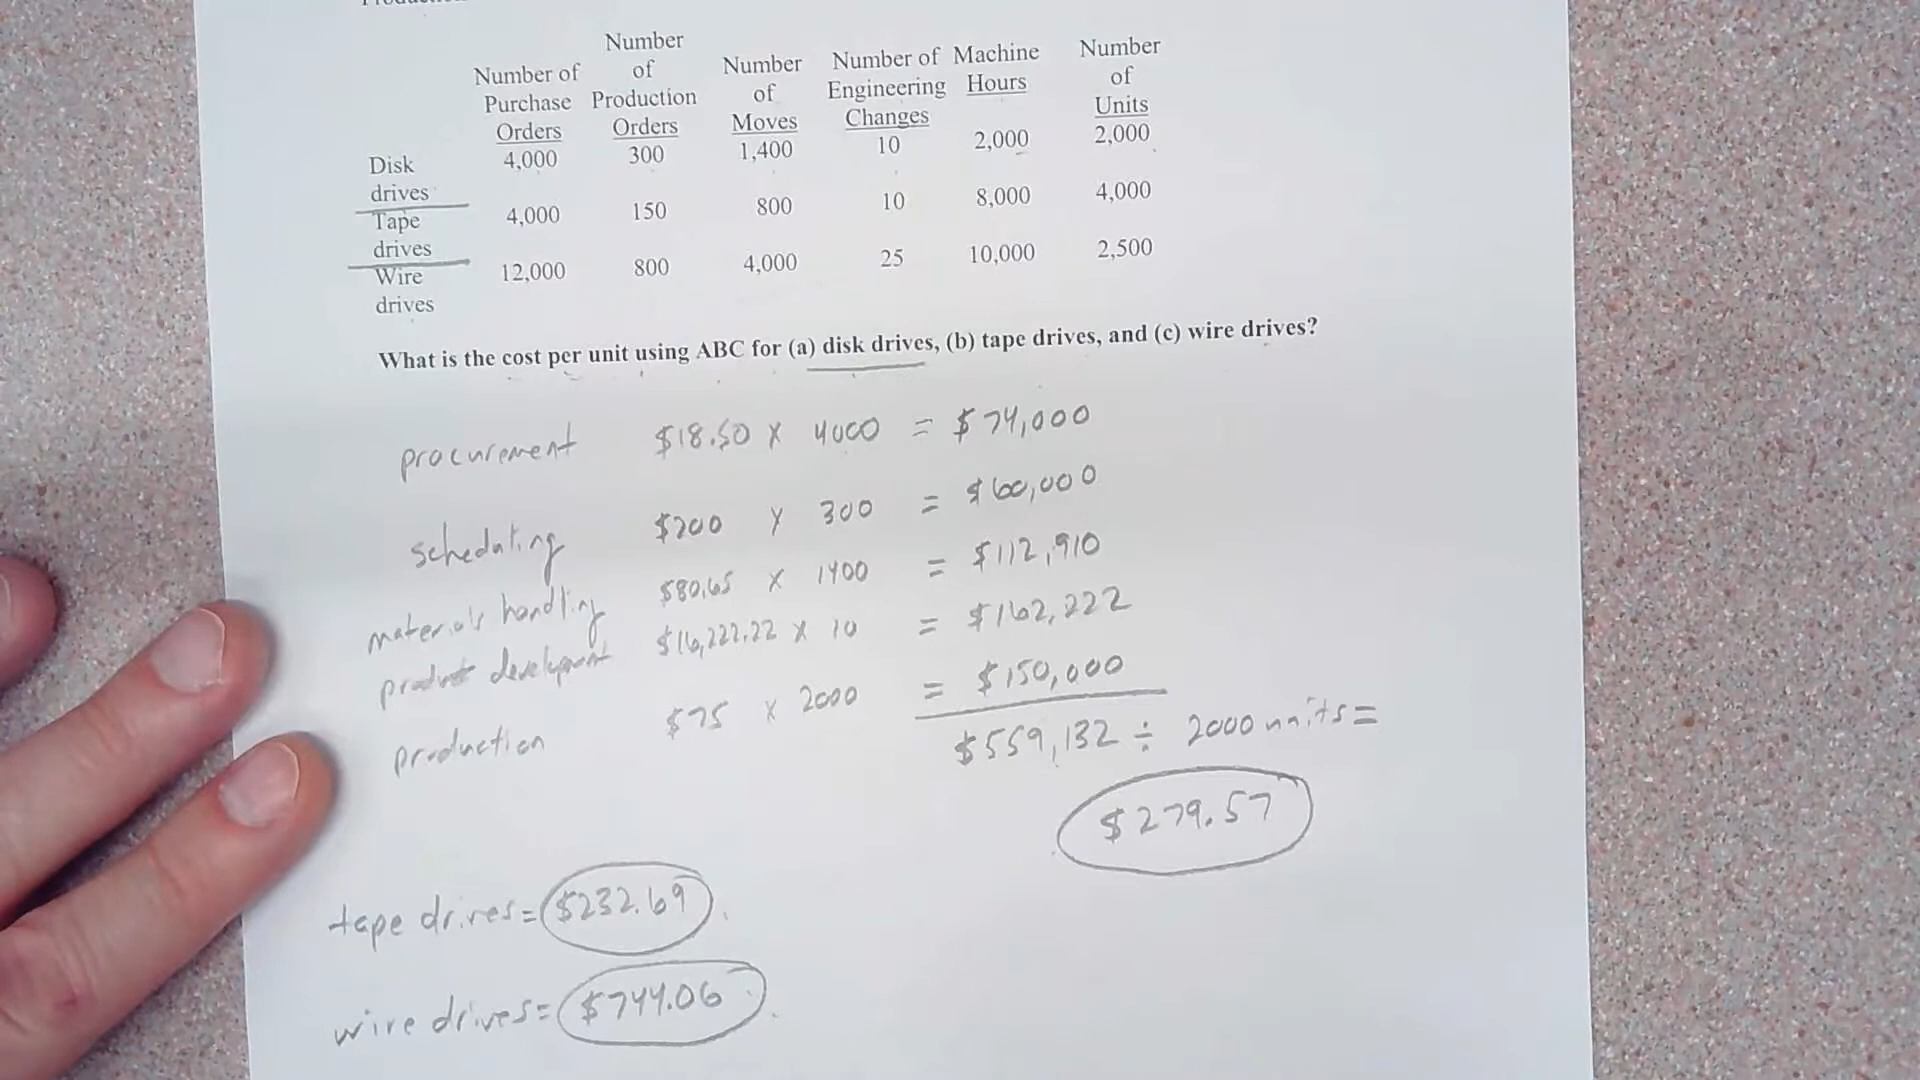 Number of Purchase Orders Number of Production Orders Number of Moves Number of Engineering Changes Machine Hours Number of Units
Disk drives 4,000 300 1,400 10 2,000 2,000
Tape drives 4,000 150 800 10 8,000 4,000
Wire drives 12,000 800 4,000 25 10,000 2,500
What is the cost per unit using ABC for (a) disk drives, (b) tape drives, and (c) wire drives?
procurement $18.50 x 4000 = $74,000
scheduling $200 x 300 = $60,000
materials handling $80.65 x 1400 = $112,910
product development $16,222.22 x 10 = $162,222
production $75 x 2000 = $150,000
$559,132 ÷ 2000 units =
$279.57
tape drives = $232.69
wire drives = $744.06